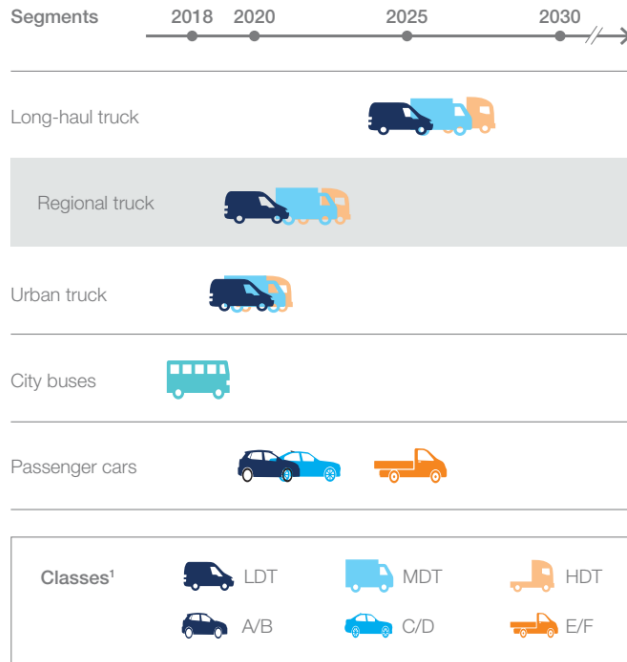 Segments 2018 2020 2025 2030
Long-haul truck
Regional truck
Urban truck
City buses
Passenger cars
Classes¹ LDT MDT HDT
A/B C/D E/F